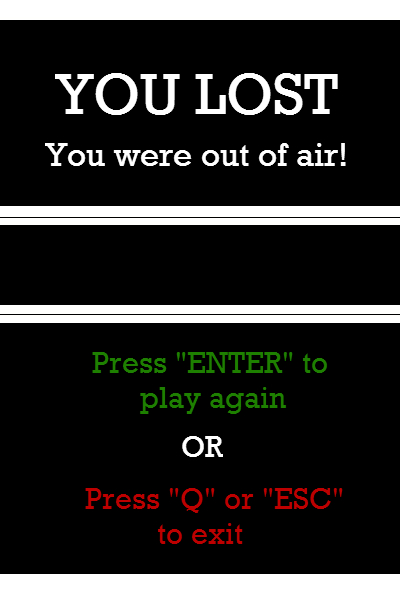 YOU LOST
You were out of air!
Press "ENTER" to
play again
OR
Press "Q" or "ESC"
to exit